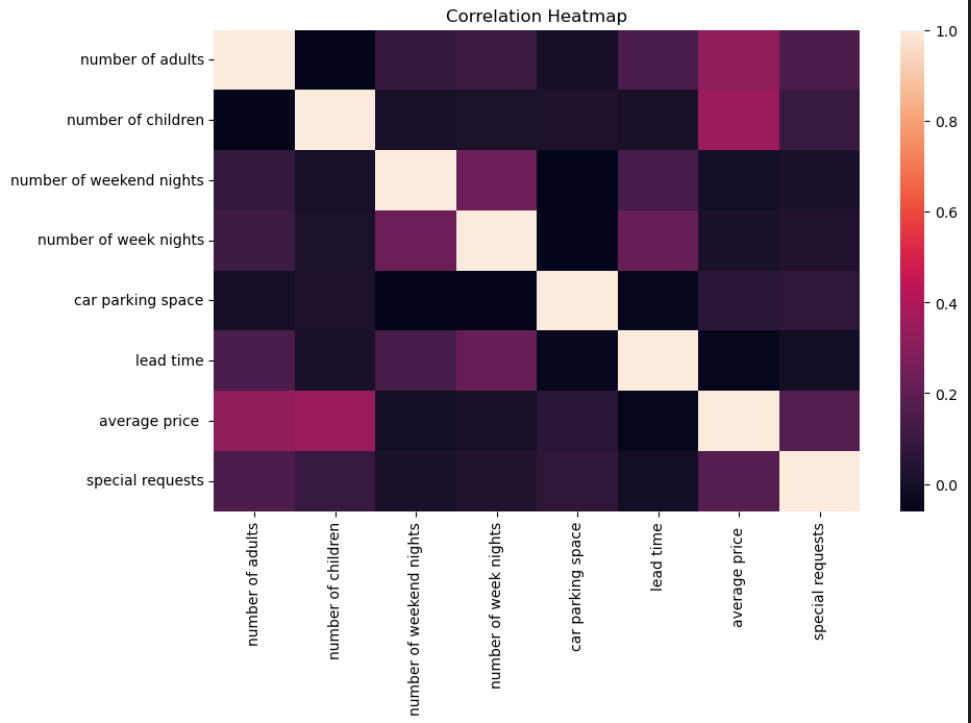 Correlation Heatmap
number of adults
number of children
number of weekend nights
number of week nights
car parking space
lead time
average price
special requests
1.0
0.8
0.6
0.4
0.2
0.0
number of adults
number of children
number of weekend nights
number of week nights
car parking space
lead time
average price
special requests